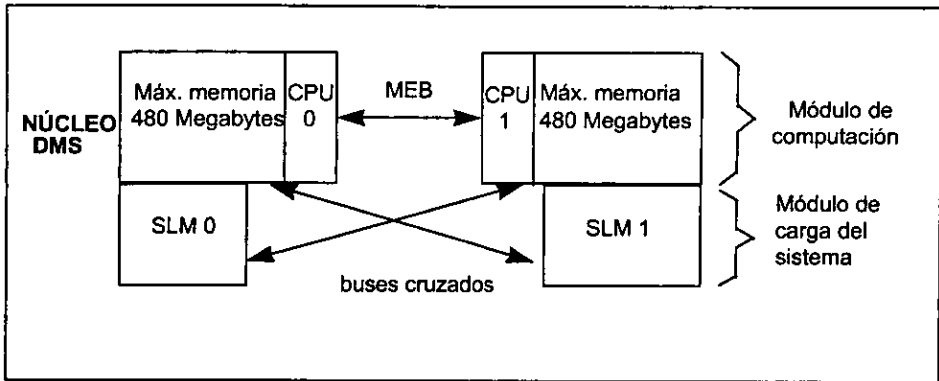 NÚCLEO
DMS
Máx. memoria
480 Megabytes
CPU
0
MEB
CPU
1
Máx. memoria
480 Megabytes
Módulo de
computación
SLM 0
SLM 1
Módulo de
carga del
sistema
buses cruzados